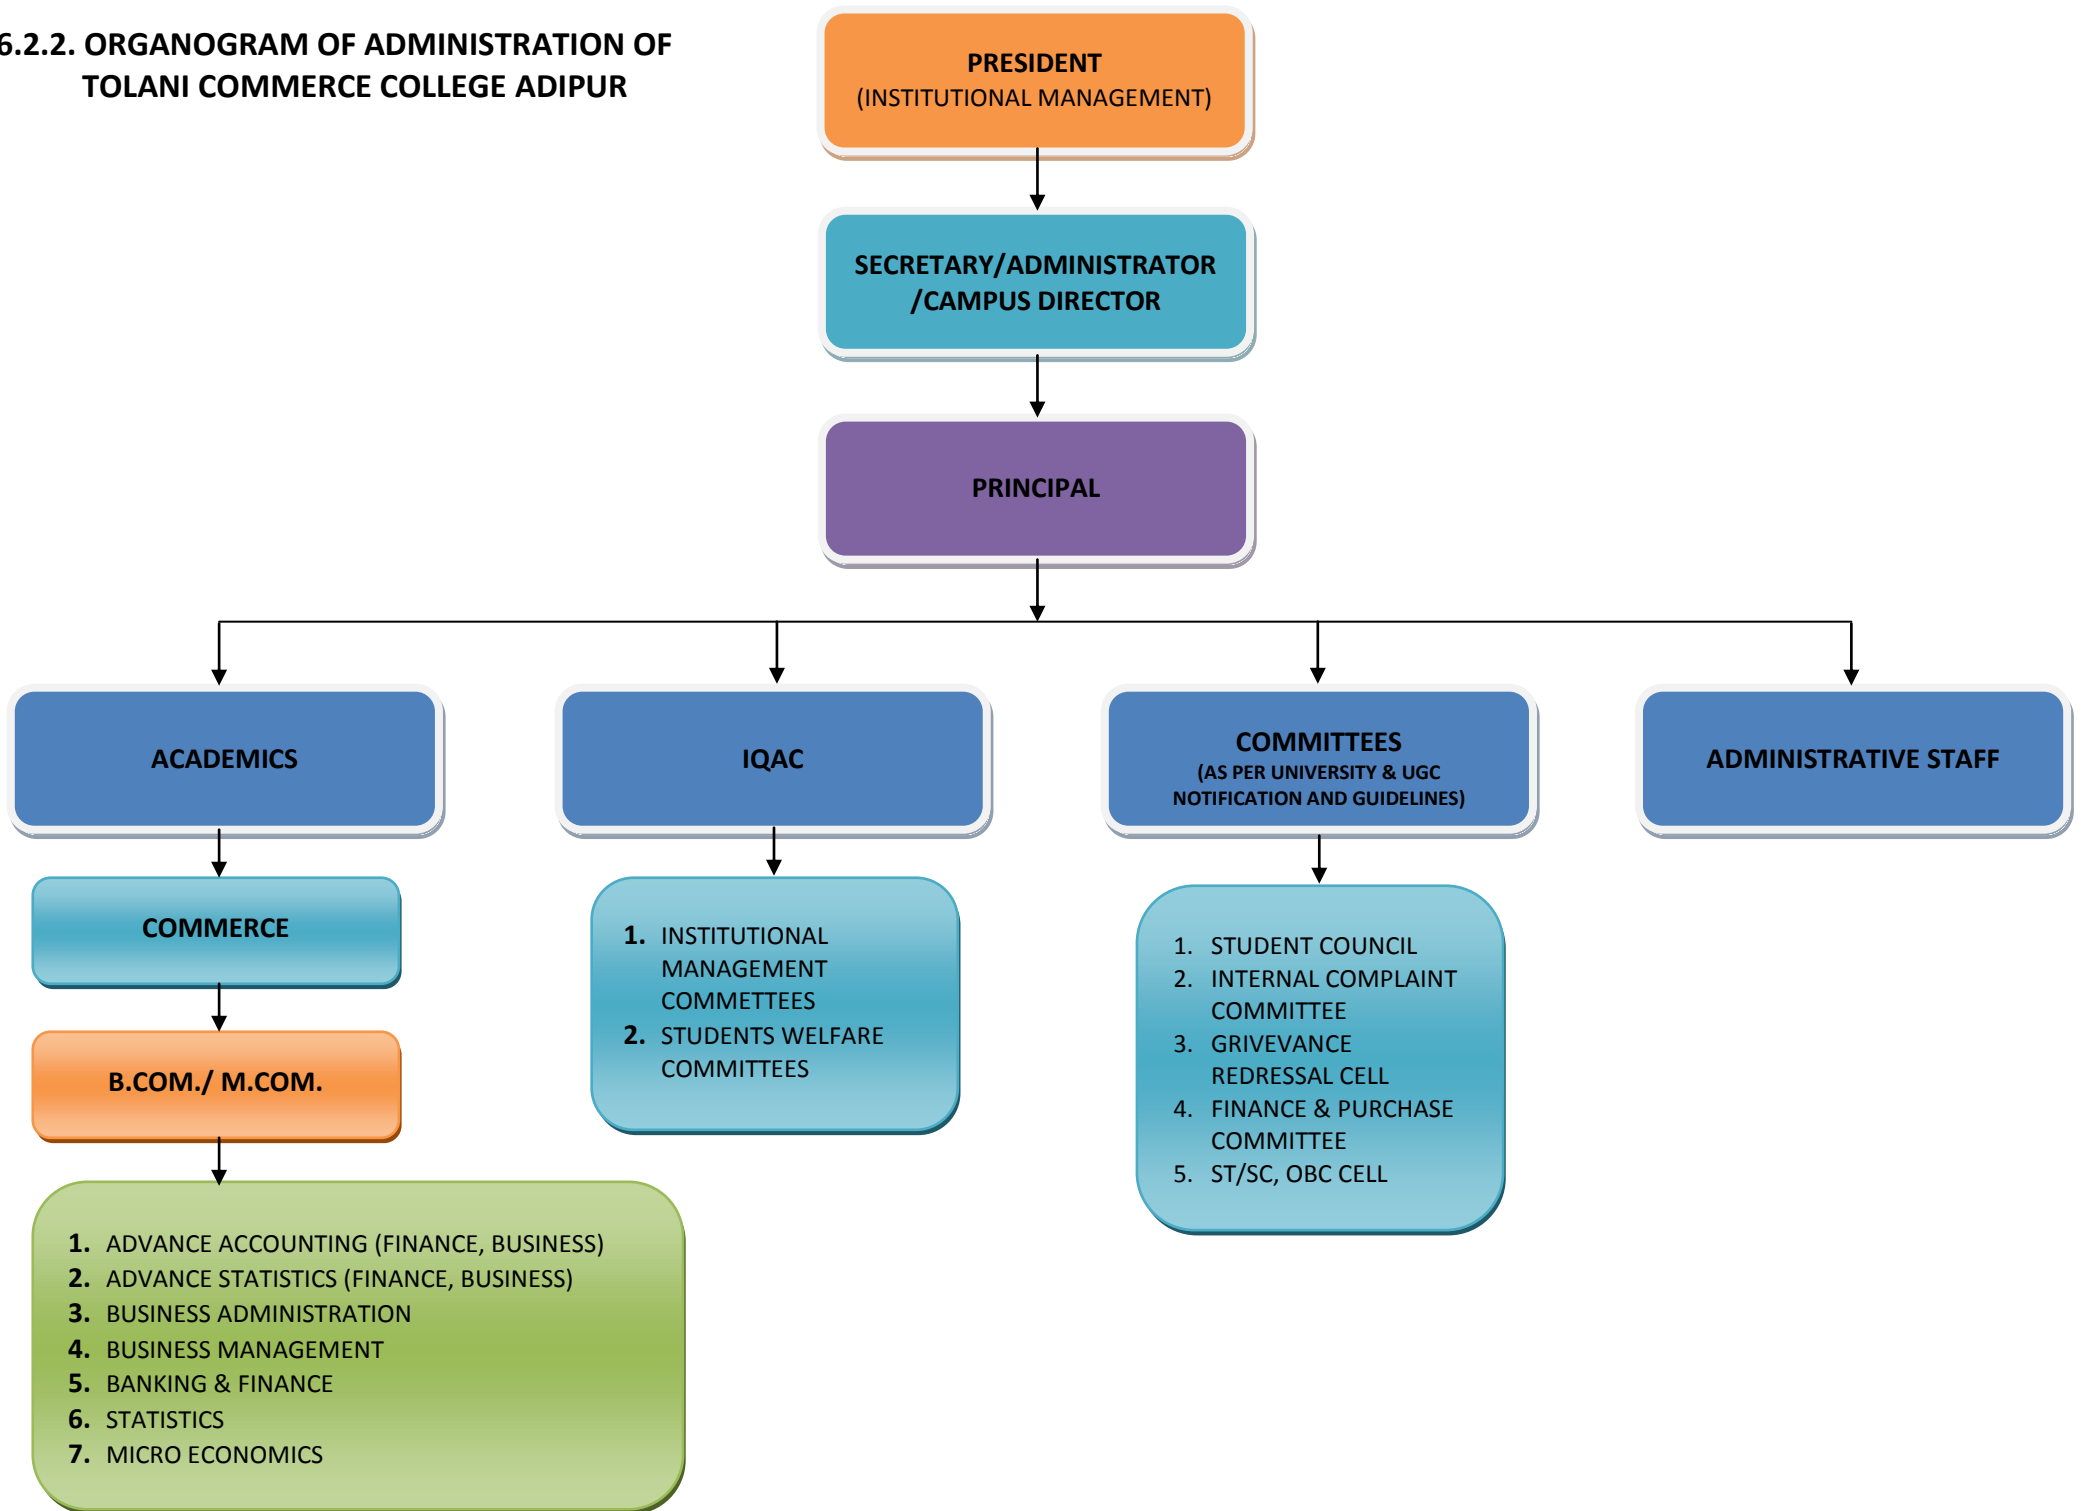 6.2.2. ORGANOGRAM OF ADMINISTRATION OF
TOLANI COMMERCE COLLEGE ADIPUR
PRESIDENT
(INSTITUTIONAL MANAGEMENT)
SECRETARY/ADMINISTRATOR
/CAMPUS DIRECTOR
PRINCIPAL
ACADEMICS
IQAC
COMMITTEES
(AS PER UNIVERSITY & UGC
NOTIFICATION AND GUIDELINES)
ADMINISTRATIVE STAFF
COMMERCE
B.COM./ M.COM.
1. ADVANCE ACCOUNTING (FINANCE, BUSINESS)
2. ADVANCE STATISTICS (FINANCE, BUSINESS)
3. BUSINESS ADMINISTRATION
4. BUSINESS MANAGEMENT
5. BANKING & FINANCE
6. STATISTICS
7. MICRO ECONOMICS
1. INSTITUTIONAL
MANAGEMENT
COMMETTEES
2. STUDENTS WELFARE
COMMITTEES
1. STUDENT COUNCIL
2. INTERNAL COMPLAINT
COMMITTEE
3. GRIVEVANCE
REDRESSAL CELL
4. FINANCE & PURCHASE
COMMITTEE
5. ST/SC, OBC CELL